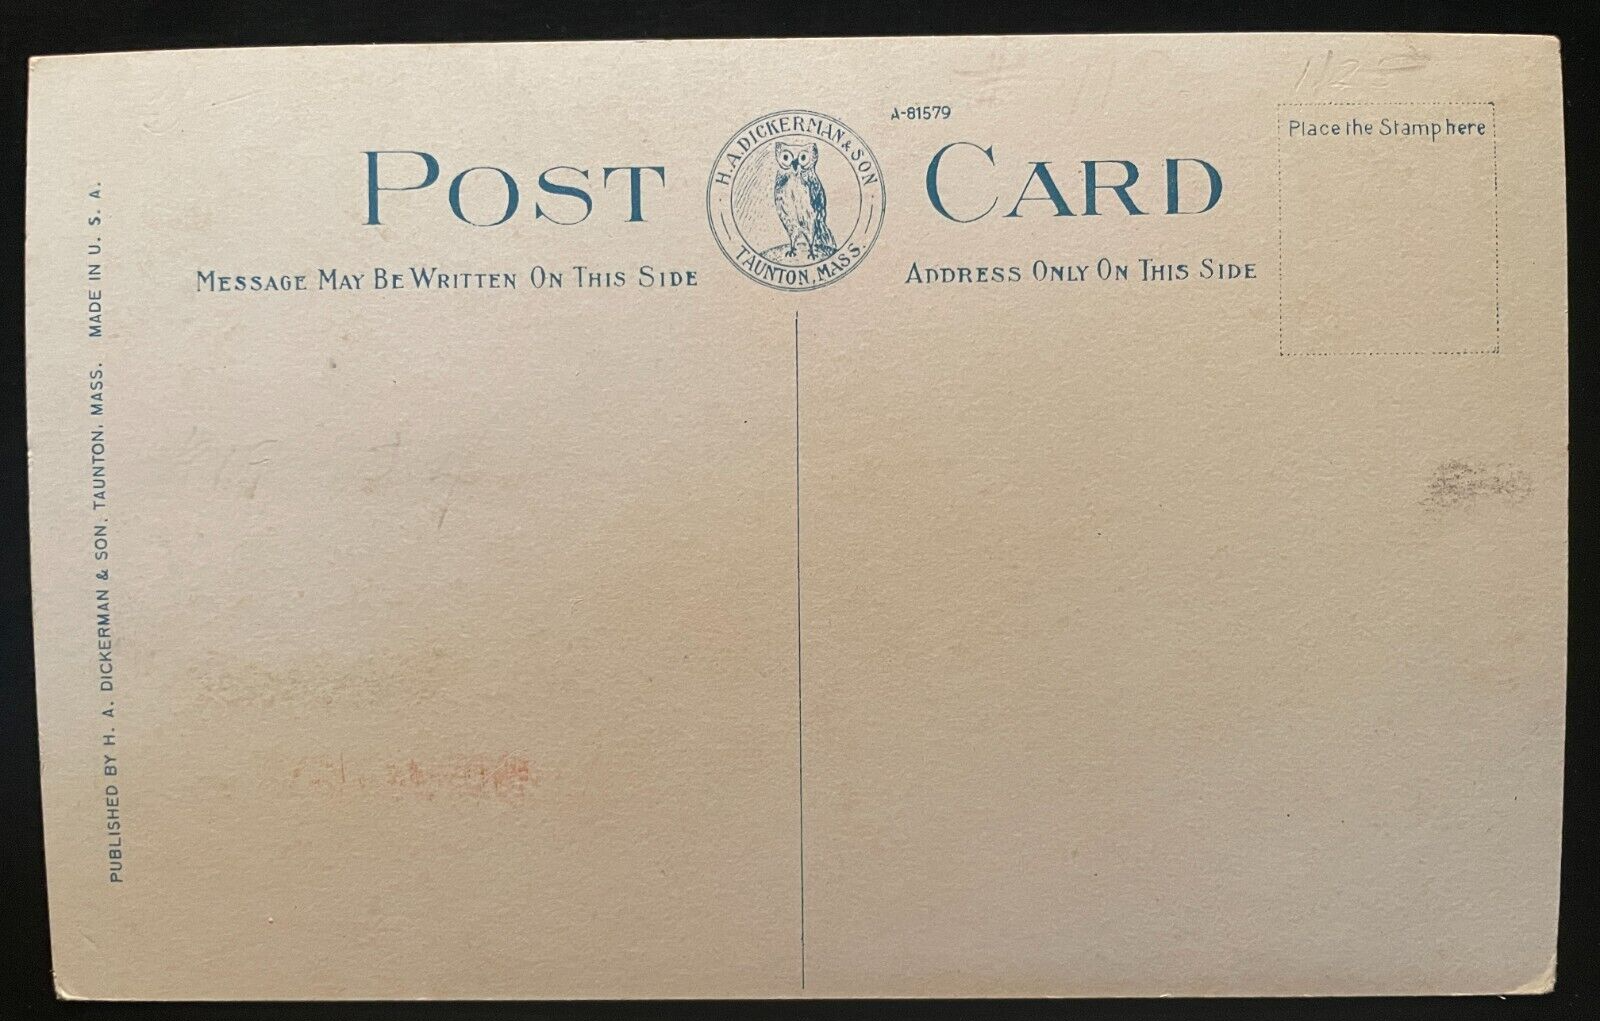 A-81579
Place the Stamp here
POST CARD
H. A. DICKERMAN & SON
TAUNTON, MASS.
MESSAGE MAY BE WRITTEN ON THIS SIDE
ADDRESS ONLY ON THIS SIDE
PUBLISHED BY H. A. DICKERMAN & SON, TAUNTON, MASS. MADE IN U. S. A.